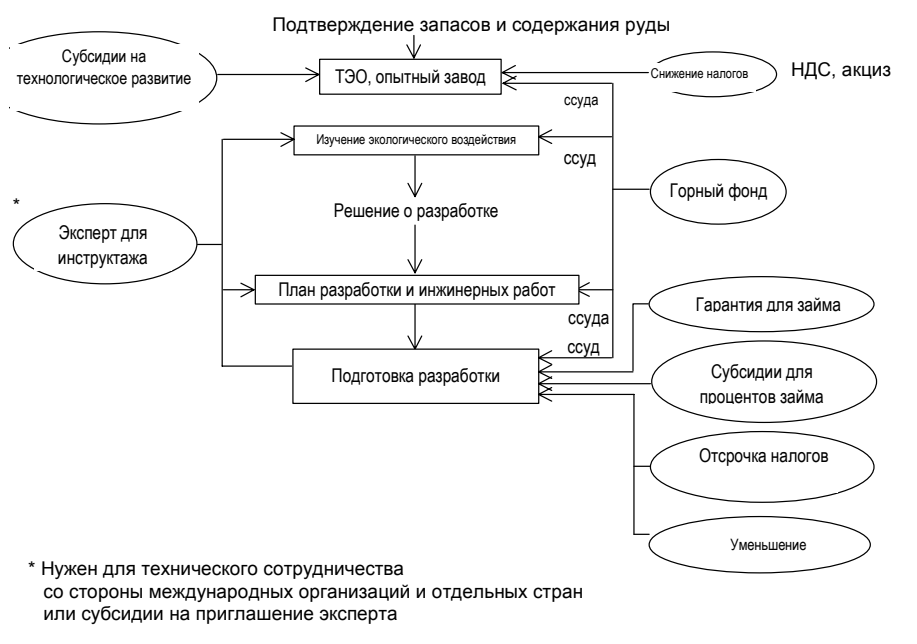 Подтверждение запасов и содержания руды
Субсидии на
технологическое развитие
ТЭО, опытный завод
Снижение налогов
НДС, акциз
ссуда
Изучение экологического воздействия
ссуд
Горный фонд
Решение о разработке
*
Эксперт для
инструктажа
План разработки и инжинерных работ
Гарантия для займа
ссуда
ссуд
Подготовка разработки
Субсидии для
процентов займа
Отсрочка налогов
Уменьшение
* Нужен для технического сотрудничества
со стороны международных организаций и отдельных стран
или субсидии на приглашение эксперта